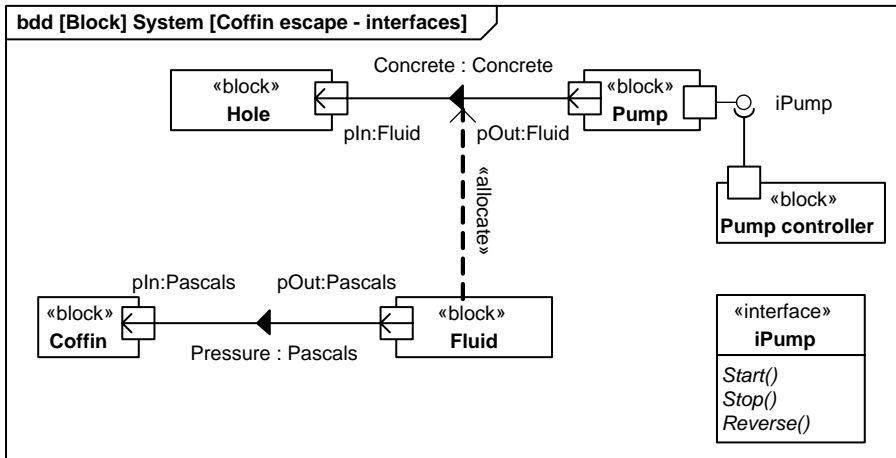 bdd [Block] System [Coffin escape - interfaces]
Concrete : Concrete
«block»
Hole
«block»
Pump
iPump
pIn:Fluid
pOut:Fluid
«allocate»
«block»
Pump controller
pIn:Pascals
pOut:Pascals
«block»
Coffin
«block»
Fluid
Pressure : Pascals
«interface»
iPump
Start()
Stop()
Reverse()